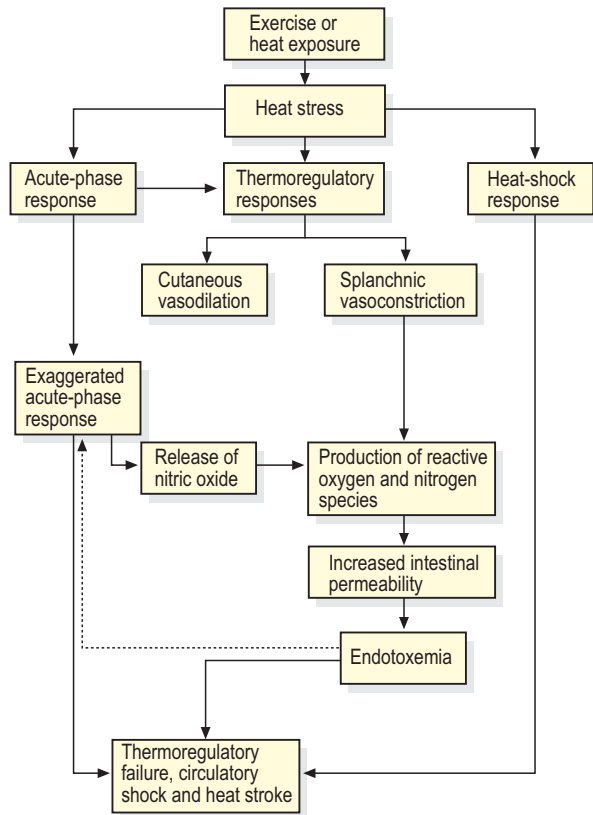 Exercise or
heat exposure
Heat stress
Acute-phase
response
Thermoregulatory
responses
Heat-shock
response
Cutaneous
vasodilation
Splanchnic
vasoconstriction
Exaggerated
acute-phase
response
Release of
nitric oxide
Production of reactive
oxygen and nitrogen
species
Increased intestinal
permeability
Endotoxemia
Thermoregulatory
failure, circulatory
shock and heat stroke